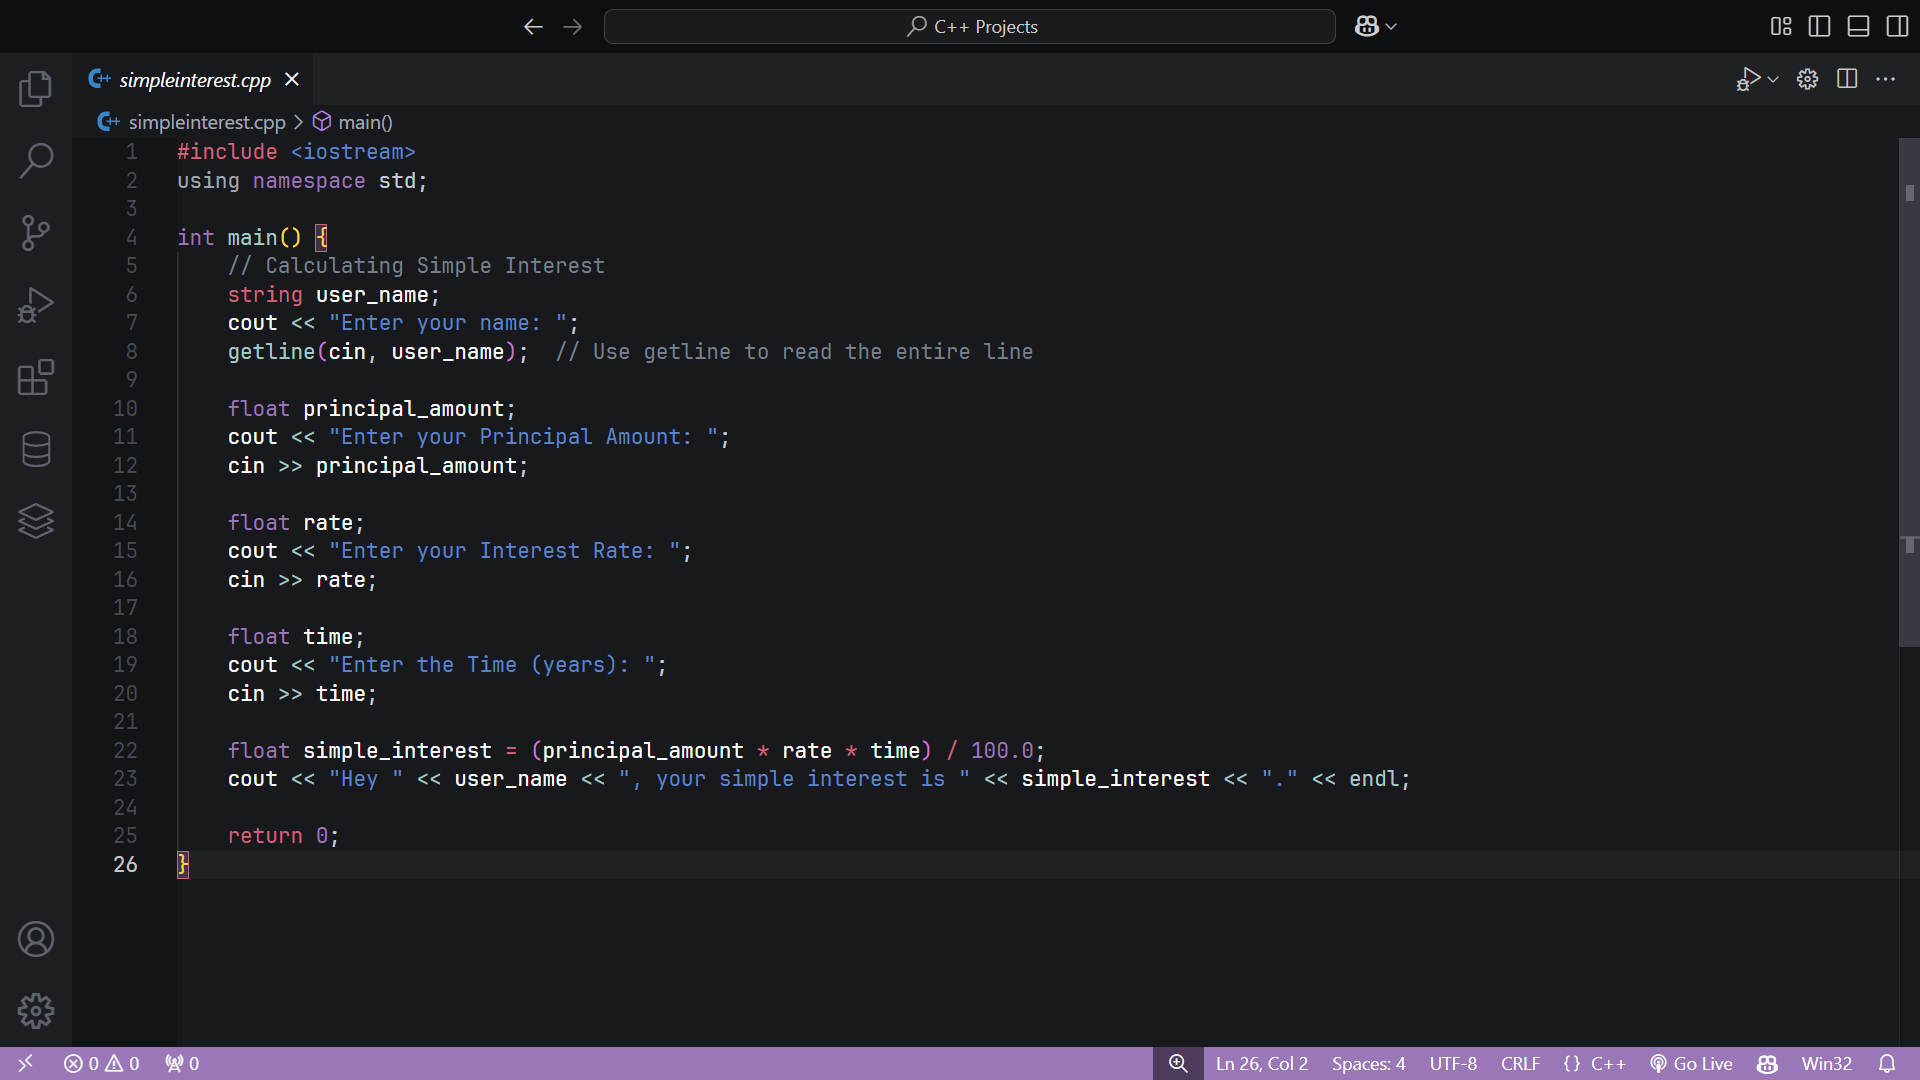 C++ Projects
simpleinterest.cpp
simpleinterest.cpp > main()
1 #include <iostream>
2 using namespace std;
3
4 int main() {
5 // Calculating Simple Interest
6 string user_name;
7 cout << "Enter your name: ";
8 getline(cin, user_name);  // Use getline to read the entire line
9
10 float principal_amount;
11 cout << "Enter your Principal Amount: ";
12 cin >> principal_amount;
13
14 float rate;
15 cout << "Enter your Interest Rate: ";
16 cin >> rate;
17
18 float time;
19 cout << "Enter the Time (years): ";
20 cin >> time;
21
22 float simple_interest = (principal_amount * rate * time) / 100.0;
23 cout << "Hey " << user_name << ", your simple interest is " << simple_interest << "." << endl;
24
25 return 0;
26 }
0 0 0 Ln 26, Col 2 Spaces: 4 UTF-8 CRLF {} C++ Go Live Win32